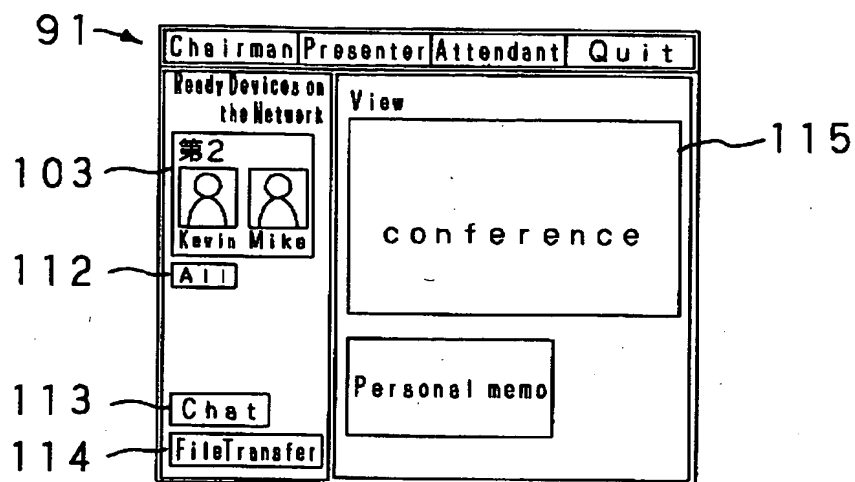 91
Chairman Presenter Attendant Quit
Ready Devices on
the Network
View
第2
103
115
Kevin Mike
conference
112
All
Personal memo
113
Chat
114
FileTransfer